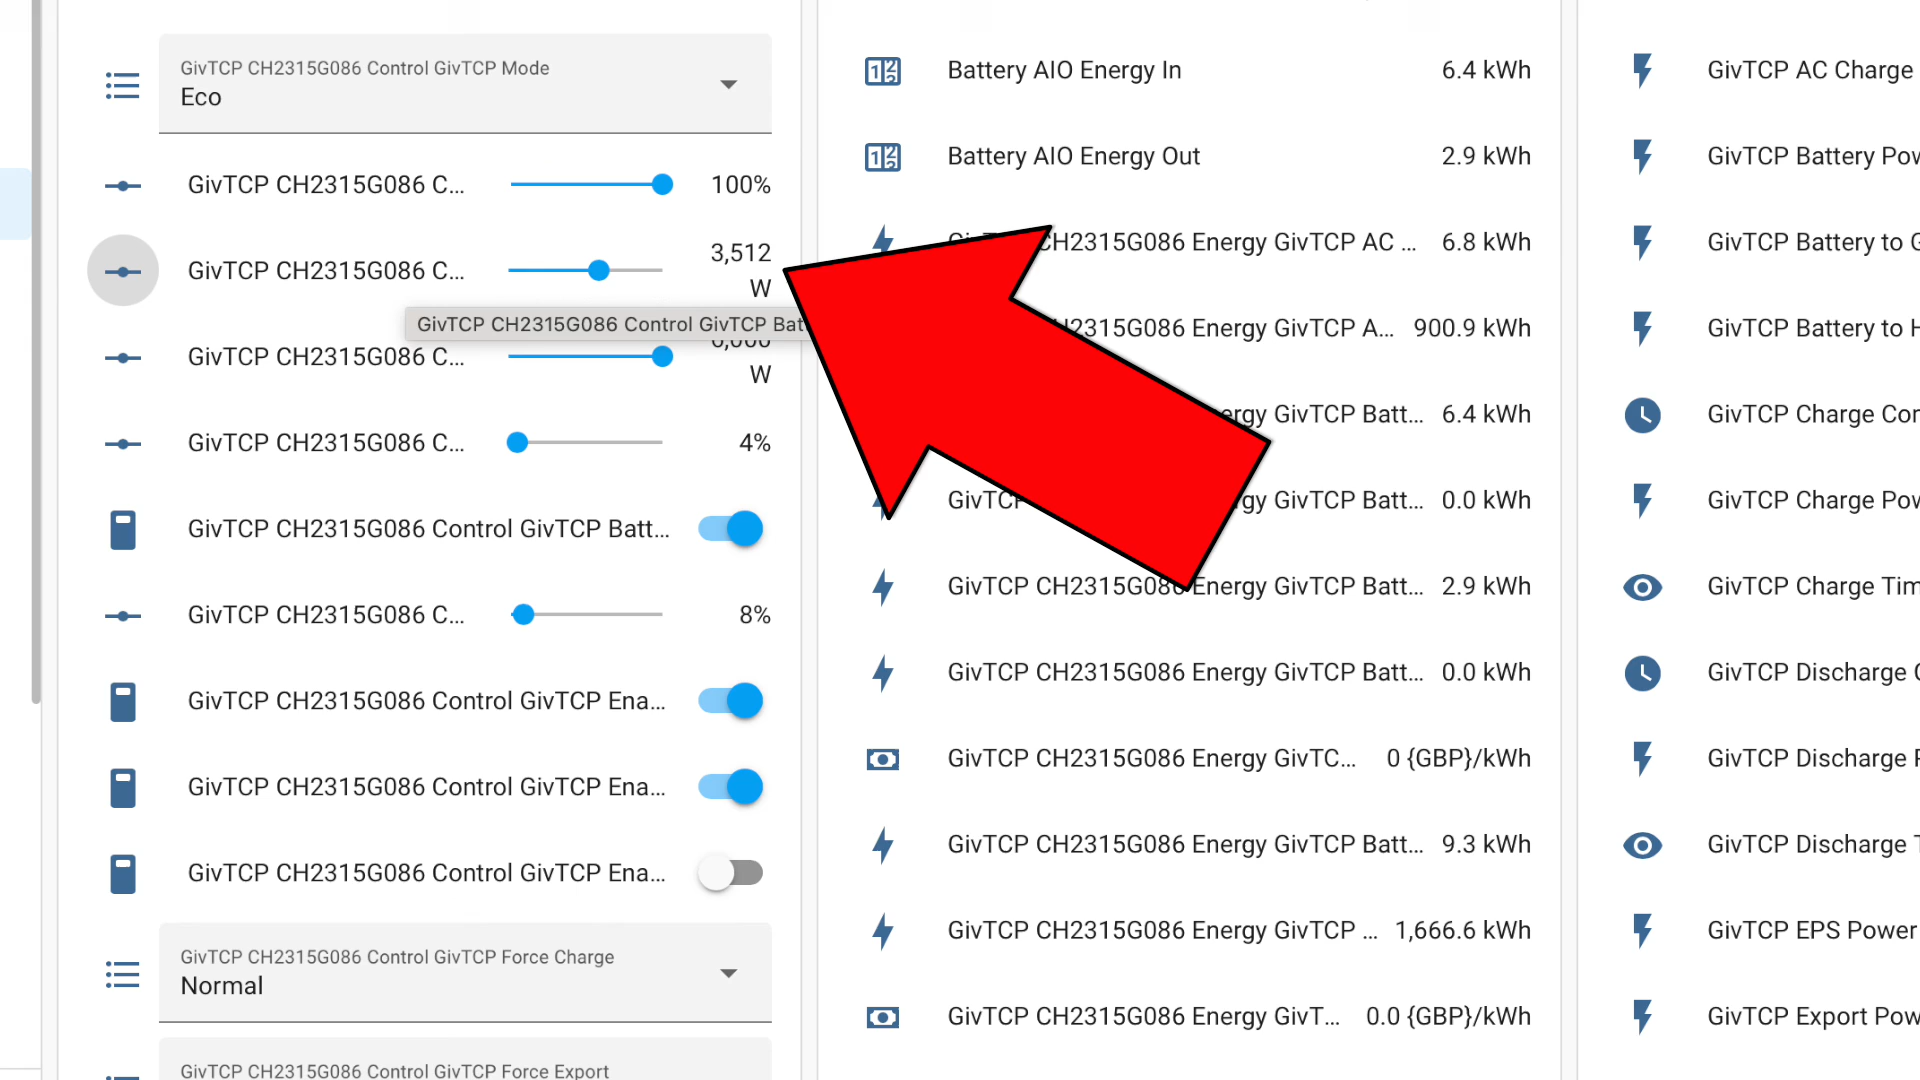 GivTCP CH2315G086 Control GivTCP Mode
Eco
GivTCP CH2315G086 C... 100%
GivTCP CH2315G086 C... 3,512 W
GivTCP CH2315G086 Control GivTCP Bat
GivTCP CH2315G086 C... W
GivTCP CH2315G086 C... 4%
GivTCP CH2315G086 Control GivTCP Batt...
GivTCP CH2315G086 C... 8%
GivTCP CH2315G086 Control GivTCP Ena...
GivTCP CH2315G086 Control GivTCP Ena...
GivTCP CH2315G086 Control GivTCP Ena...
GivTCP CH2315G086 Control GivTCP Force Charge
Normal
GivTCP CH2315G086 Control GivTCP Force Export
Battery AIO Energy In 6.4 kWh
Battery AIO Energy Out 2.9 kWh
CH2315G086 Energy GivTCP AC ... 6.8 kWh
2315G086 Energy GivTCP A... 900.9 kWh
ergy GivTCP Batt... 6.4 kWh
GivTC gy GivTCP Batt... 0.0 kWh
GivTCP CH2315G086 Energy GivTCP Batt... 2.9 kWh
GivTCP CH2315G086 Energy GivTCP Batt... 0.0 kWh
GivTCP CH2315G086 Energy GivTC... 0 {GBP}/kWh
GivTCP CH2315G086 Energy GivTCP Batt... 9.3 kWh
GivTCP CH2315G086 Energy GivTCP ... 1,666.6 kWh
GivTCP CH2315G086 Energy GivT... 0.0 {GBP}/kWh
GivTCP AC Charge
GivTCP Battery Pow
GivTCP Battery to G
GivTCP Battery to H
GivTCP Charge Cor
GivTCP Charge Pow
GivTCP Charge Tim
GivTCP Discharge C
GivTCP Discharge P
GivTCP Discharge T
GivTCP EPS Power
GivTCP Export Pow